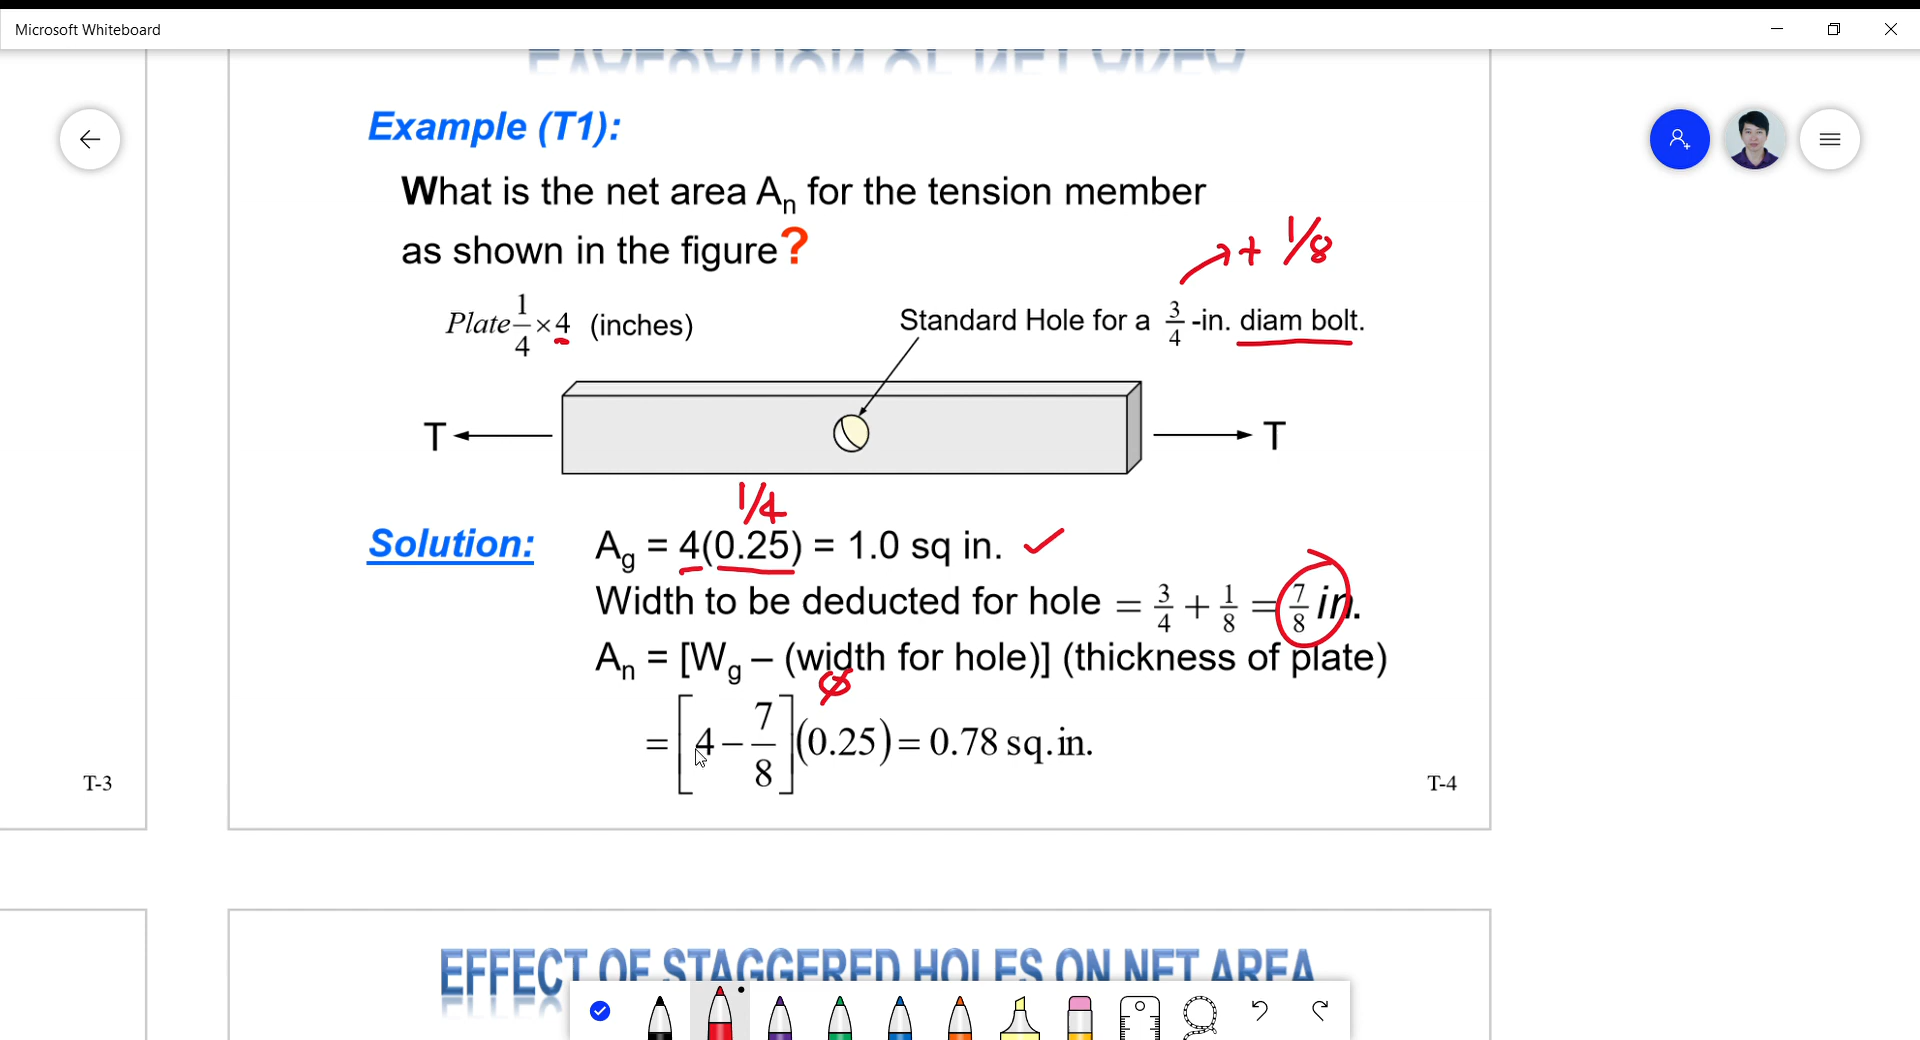 Microsoft Whiteboard
Example (T1):
What is the net area Aₙ for the tension member
+ 1/8
as shown in the figure?
Plate 1/4 × 4 (inches)
Standard Hole for a 3/4 -in. diam bolt.
T
T
1/4
Solution:
A_g = 4(0.25) = 1.0 sq in. ✓
Width to be deducted for hole = 3/4 + 1/8 = 7/8 in.
Aₙ = [W_g – (width for hole)] (thickness of plate)
= [4 − 7/8](0.25) = 0.78 sq.in.
T-3
T-4
EFFECT OF STAGGERED HOLES ON NET AREA